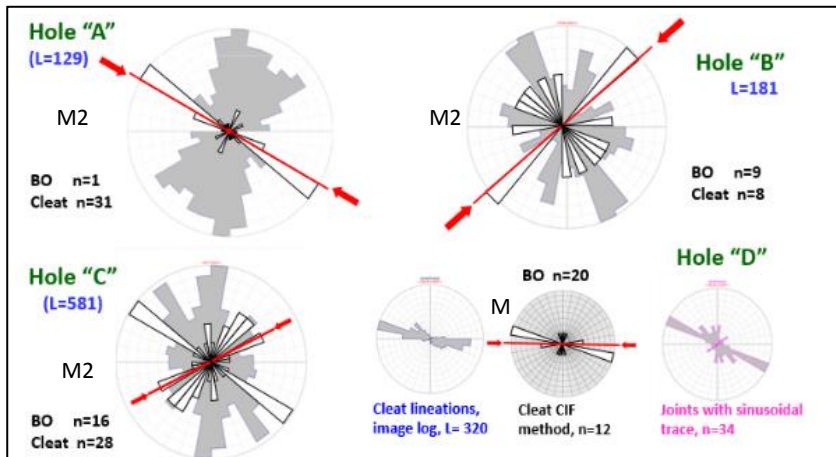 Hole “A”
(L=129)
M2
BO n=1
Cleat n=31
Hole “B”
L=181
M2
BO n=9
Cleat n=8
Hole “C”
(L=581)
M2
BO n=16
Cleat n=28
Hole “D”
BO n=20
M
Cleat lineations,
image log, L= 320
Cleat CIF
method, n=12
Joints with sinusoidal
trace, n=34